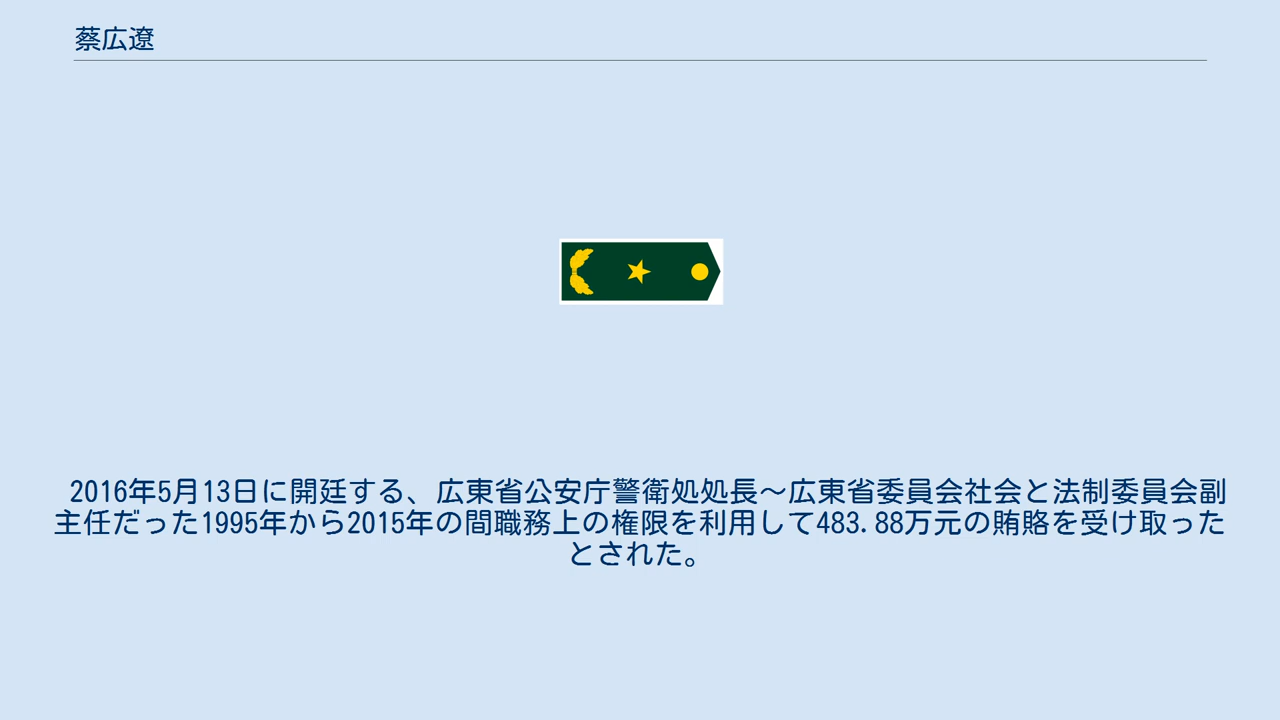 蔡広遼
2016年5月13日に開廷する、広東省公安庁警衛処処長～広東省委員会社会と法制委員会副
主任だった1995年から2015年の間職務上の権限を利用して483.88万元の賄賂を受け取った
とされた。